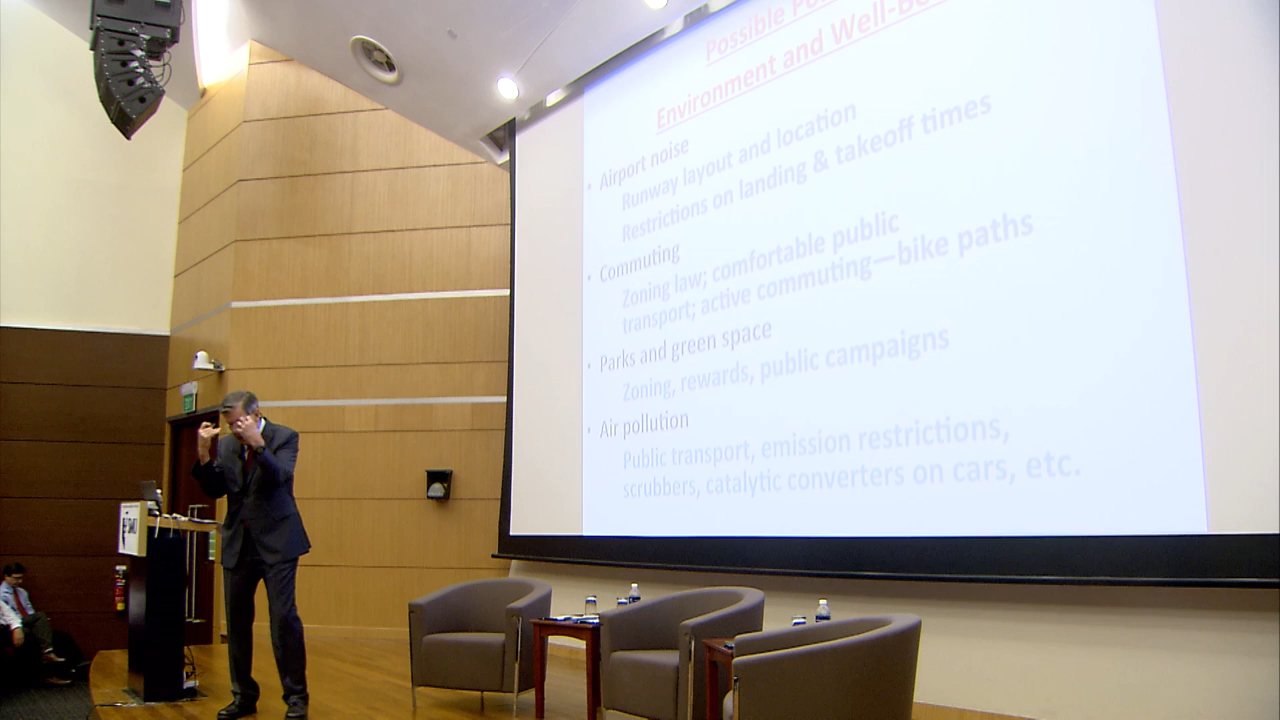 Possible
Environment and
Airport noise
Runway layout and location
Restrictions on landing & takeoff times
Commuting
Zoning law; comfortable public
transport; active commuting—bike paths
Parks and green space
Zoning, rewards, public campaigns
Air pollution
Public transport, emission restrictions,
scrubbers, catalytic converters on cars, etc.
SMU